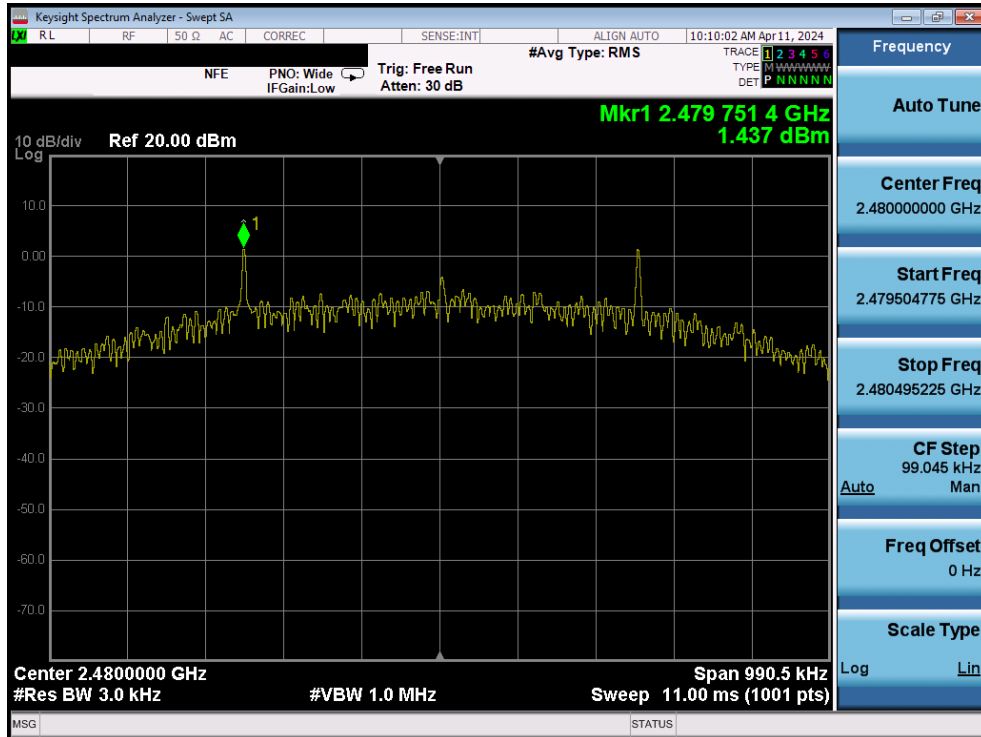 Keysight Spectrum Analyzer - Swept SA
LXI RL RF 50 Ω AC CORREC SENSE:INT ALIGN AUTO 10:10:02 AM Apr 11, 2024
#Avg Type: RMS TRACE 1 2 3 4 5 6
NFE PNO: Wide Trig: Free Run TYPE M WWWWW
IFGain:Low Atten: 30 dB DET P N N N N N
Mkr1 2.479 751 4 GHz
1.437 dBm
10 dB/div Ref 20.00 dBm
Log
1
10.0
0.00
-10.0
-20.0
-30.0
-40.0
-50.0
-60.0
-70.0
Center 2.4800000 GHz Span 990.5 kHz
#Res BW 3.0 kHz #VBW 1.0 MHz Sweep 11.00 ms (1001 pts)
MSG STATUS
Frequency
Auto Tune
Center Freq
2.480000000 GHz
Start Freq
2.479504775 GHz
Stop Freq
2.480495225 GHz
CF Step
99.045 kHz
Auto Man
Freq Offset
0 Hz
Scale Type
Log Lin